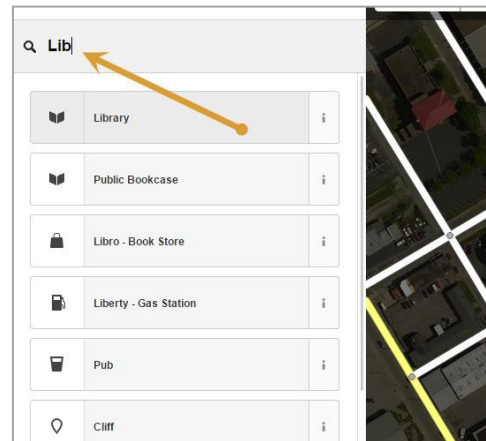 Lib
Library
Public Bookcase
Libro - Book Store
Liberty - Gas Station
Pub
Cliff